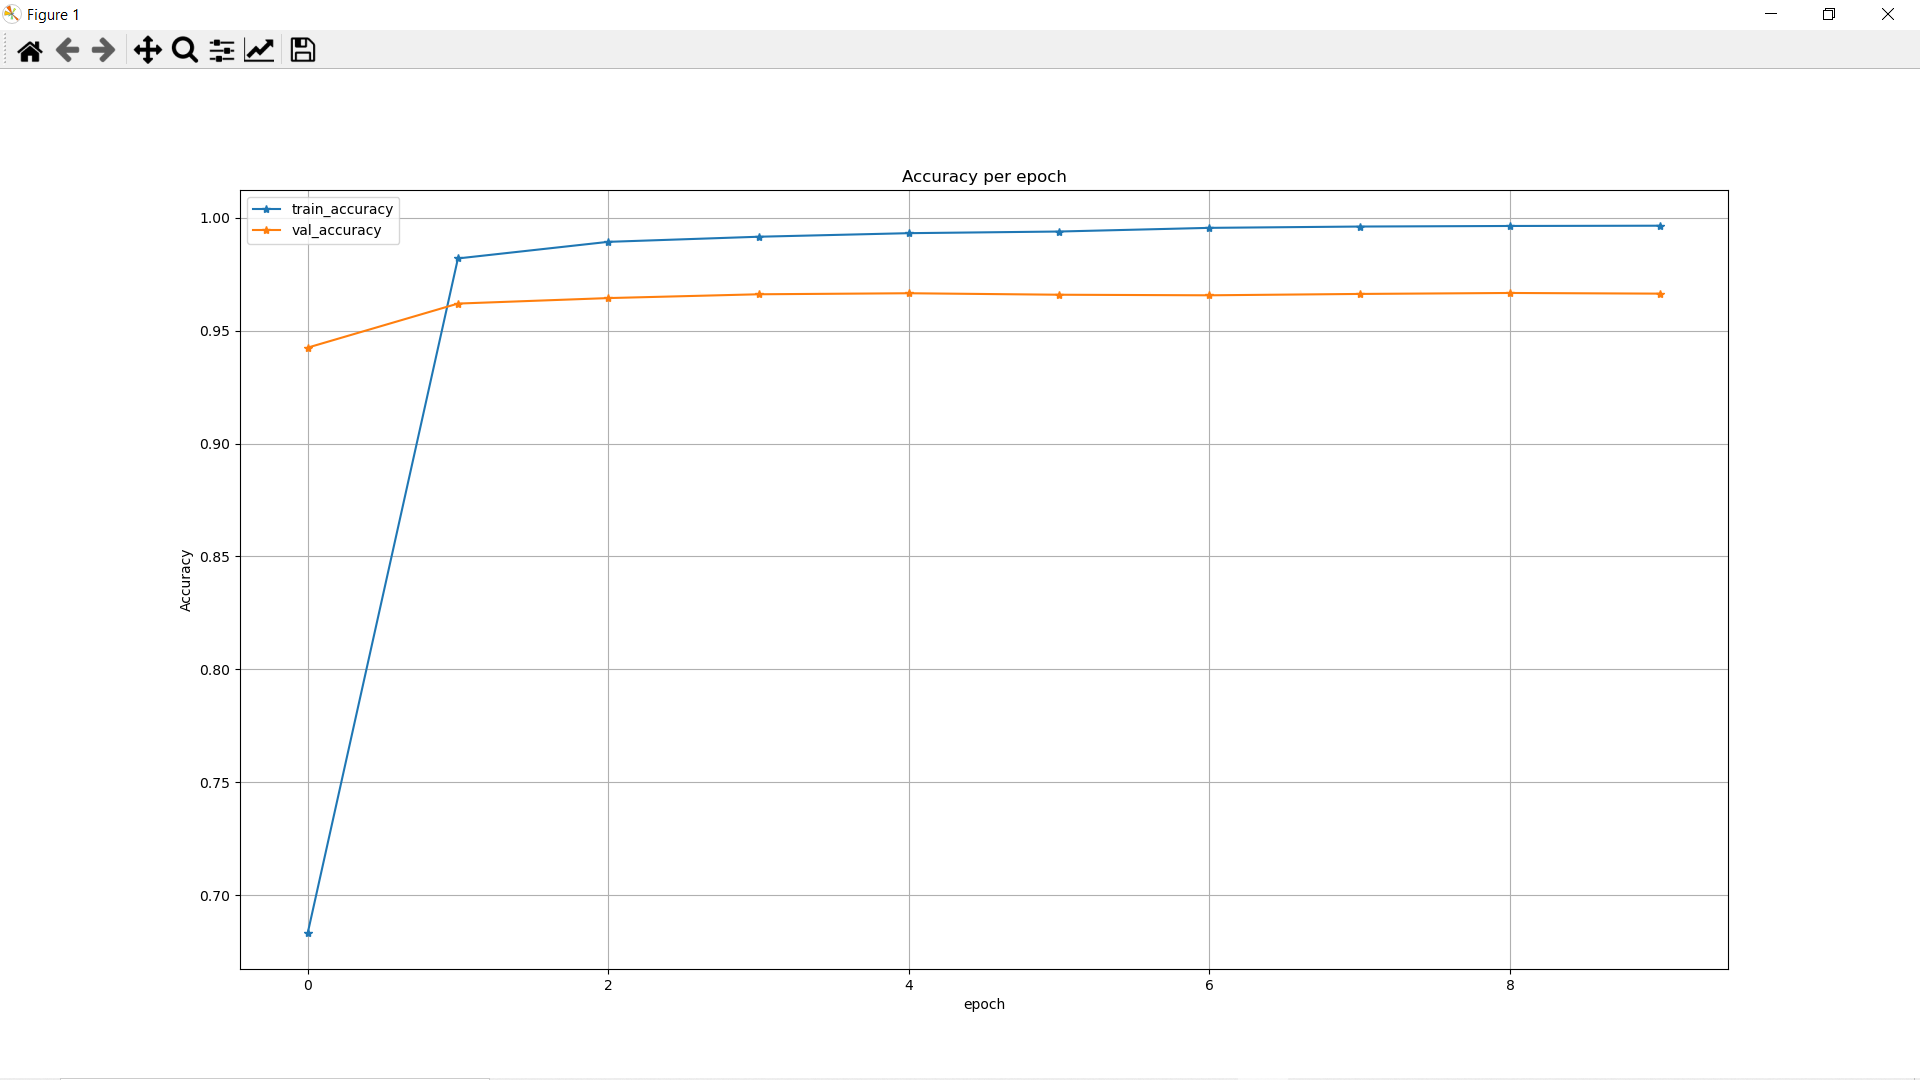 Figure 1
Accuracy per epoch
train_accuracy
val_accuracy
1.00
0.95
0.90
0.85
0.80
0.75
0.70
Accuracy
0 2 4 6 8
epoch